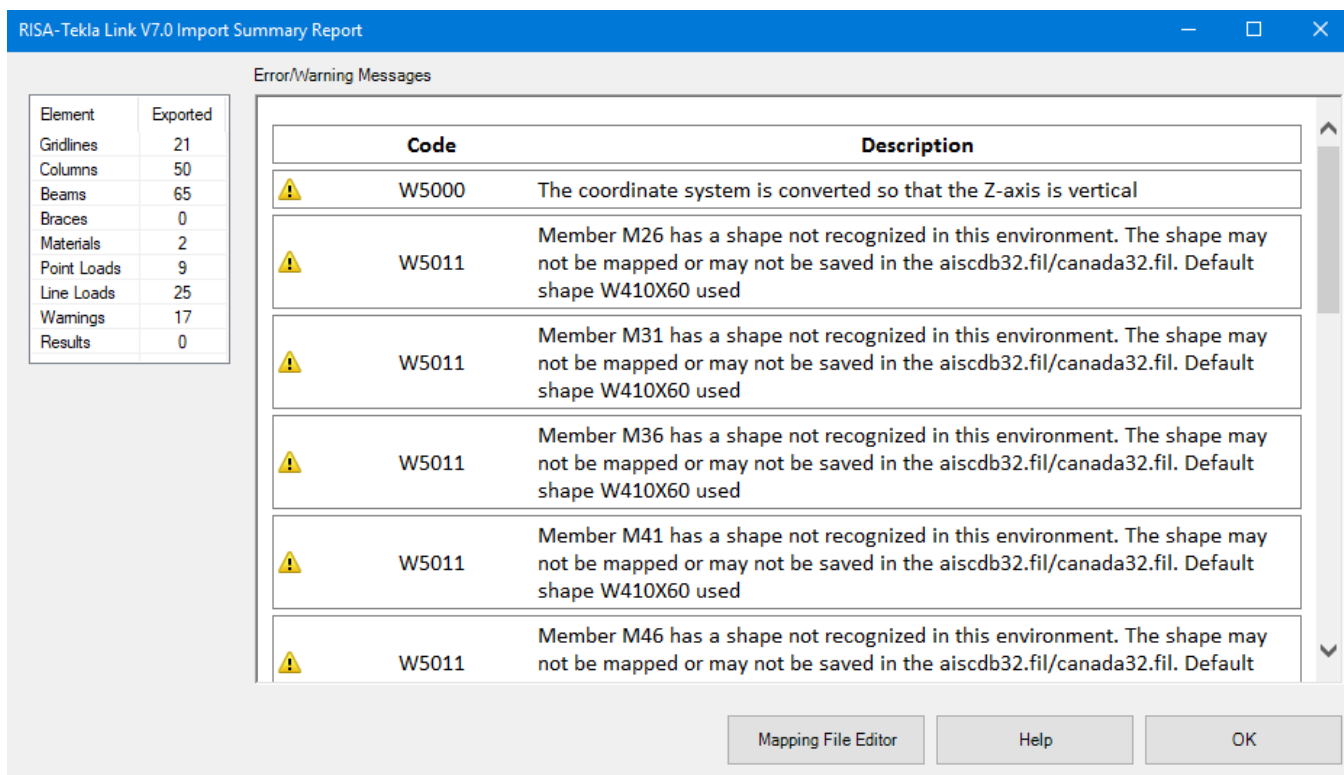 RISA-Tekla Link V7.0 Import Summary Report
Error/Warning Messages
Element Exported
Gridlines 21
Columns 50
Beams 65
Braces 0
Materials 2
Point Loads 9
Line Loads 25
Warnings 17
Results 0
Code Description
W5000 The coordinate system is converted so that the Z-axis is vertical
Member M26 has a shape not recognized in this environment. The shape may
W5011 not be mapped or may not be saved in the aiscdb32.fil/canada32.fil. Default
shape W410X60 used
Member M31 has a shape not recognized in this environment. The shape may
W5011 not be mapped or may not be saved in the aiscdb32.fil/canada32.fil. Default
shape W410X60 used
Member M36 has a shape not recognized in this environment. The shape may
W5011 not be mapped or may not be saved in the aiscdb32.fil/canada32.fil. Default
shape W410X60 used
Member M41 has a shape not recognized in this environment. The shape may
W5011 not be mapped or may not be saved in the aiscdb32.fil/canada32.fil. Default
shape W410X60 used
Member M46 has a shape not recognized in this environment. The shape may
W5011 not be mapped or may not be saved in the aiscdb32.fil/canada32.fil. Default
Mapping File Editor Help OK